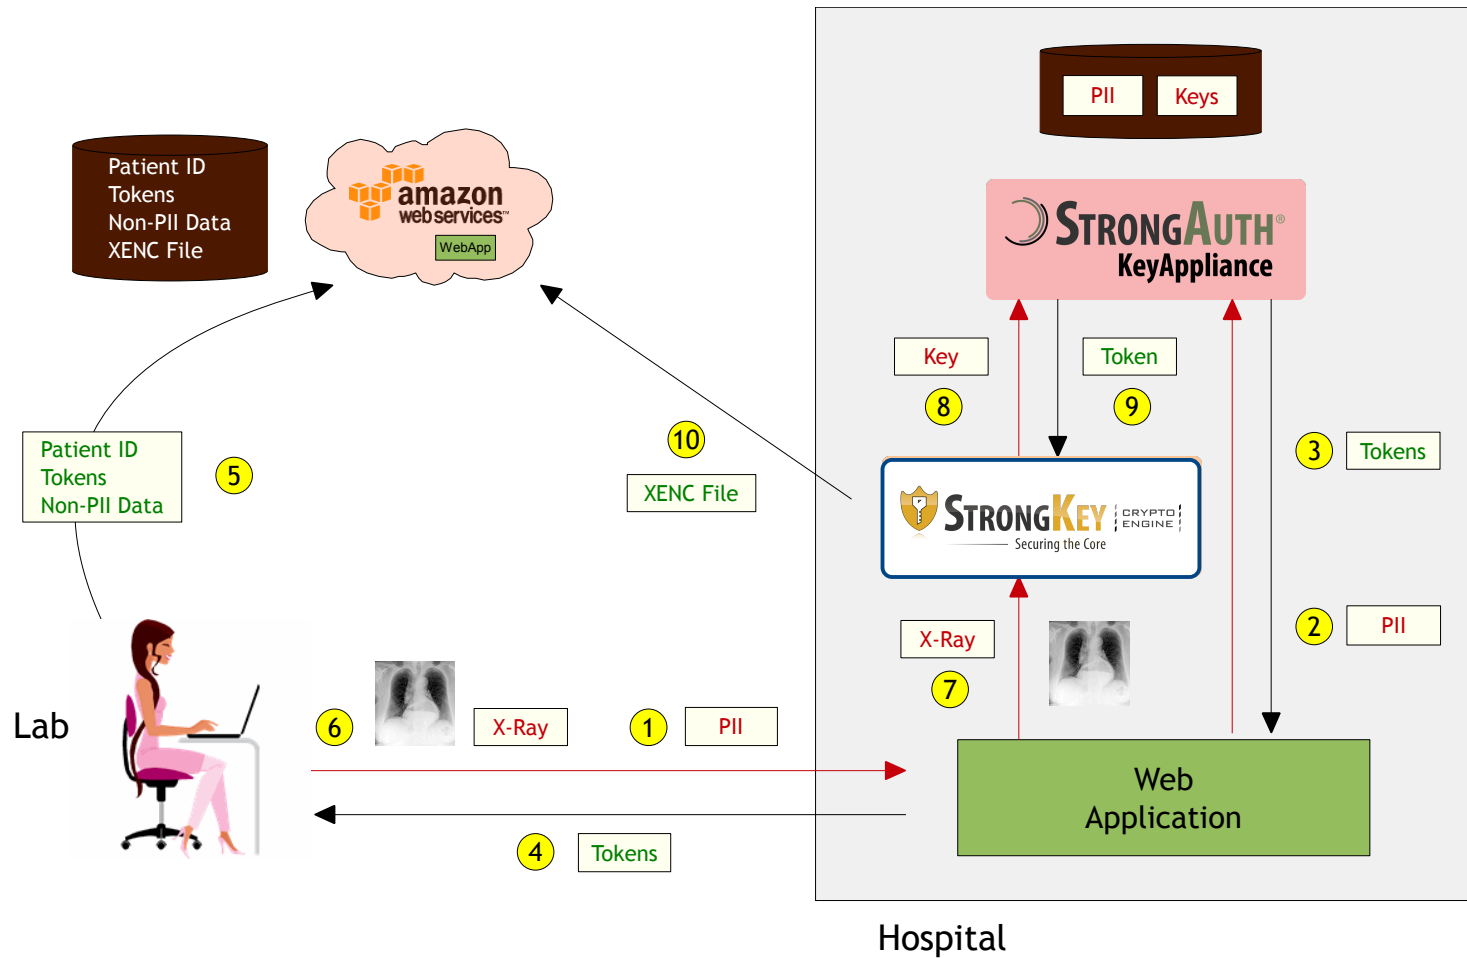 PII
Keys
Patient ID
Tokens
Non-PII Data
XENC File
amazon
webservices™
WebApp
STRONGAUTH®
KeyAppliance
Key
8
Token
9
Patient ID
Tokens
Non-PII Data
5
10
XENC File
3
Tokens
STRONGKEY
CRYPTO
ENGINE
Securing the Core
X-Ray
7
2
PII
Lab
6
X-Ray
1
PII
4
Tokens
Web
Application
Hospital